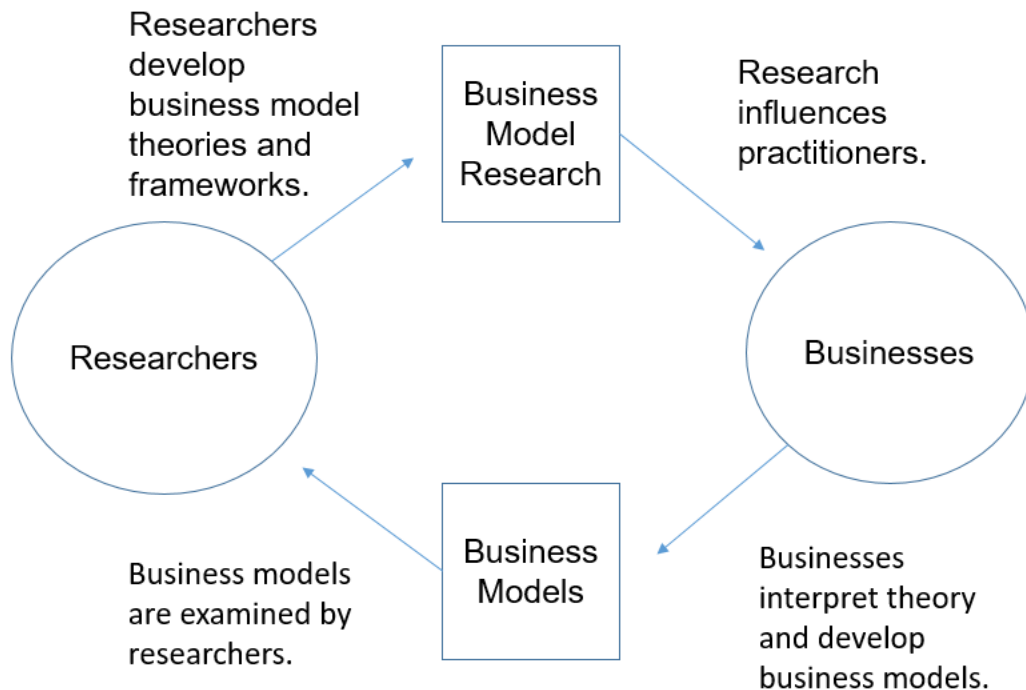 Researchers
develop
business model
theories and
frameworks.
Business
Model
Research
Research
influences
practitioners.
Researchers
Businesses
Business models
are examined by
researchers.
Business
Models
Businesses
interpret theory
and develop
business models.